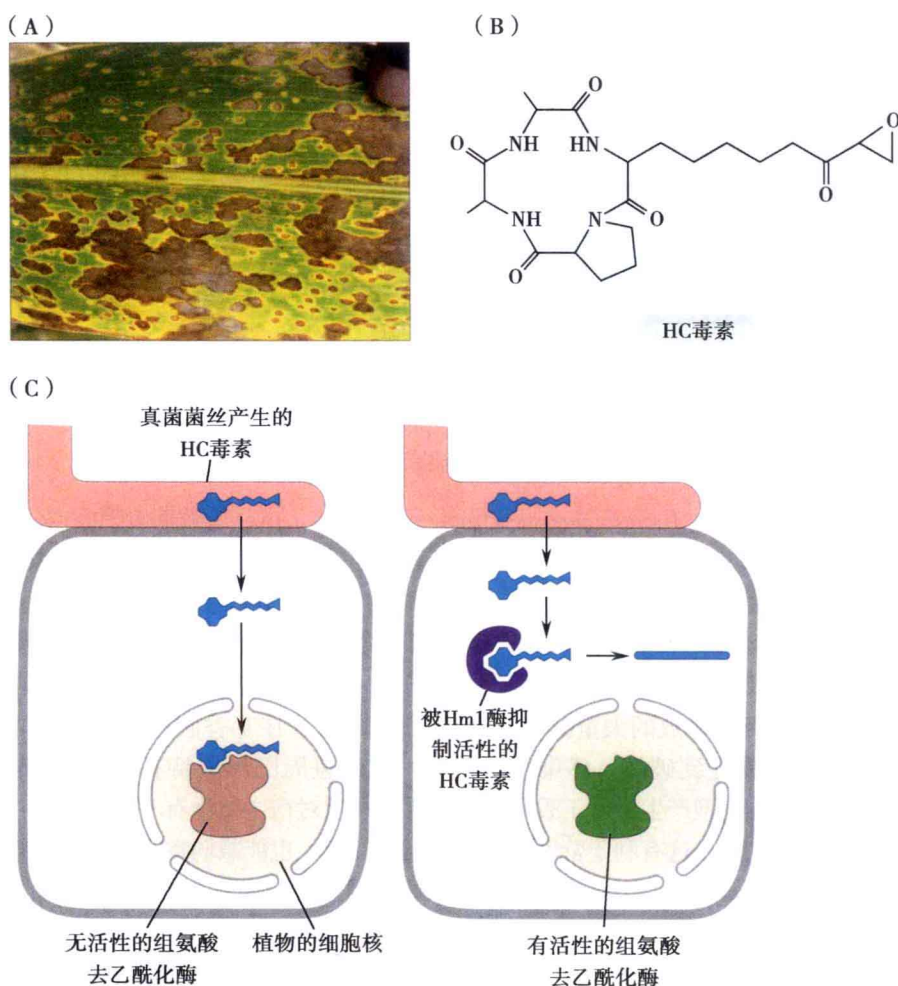 (A)
(B)
O
O
NH
HN
O
O
O
NH
N
O
O
HC毒素
(C)
真菌菌丝产生的
HC毒素
被Hm1酶抑
制活性的
HC毒素
无活性的组氨酸
去乙酰化酶
植物的细胞核
有活性的组氨酸
去乙酰化酶